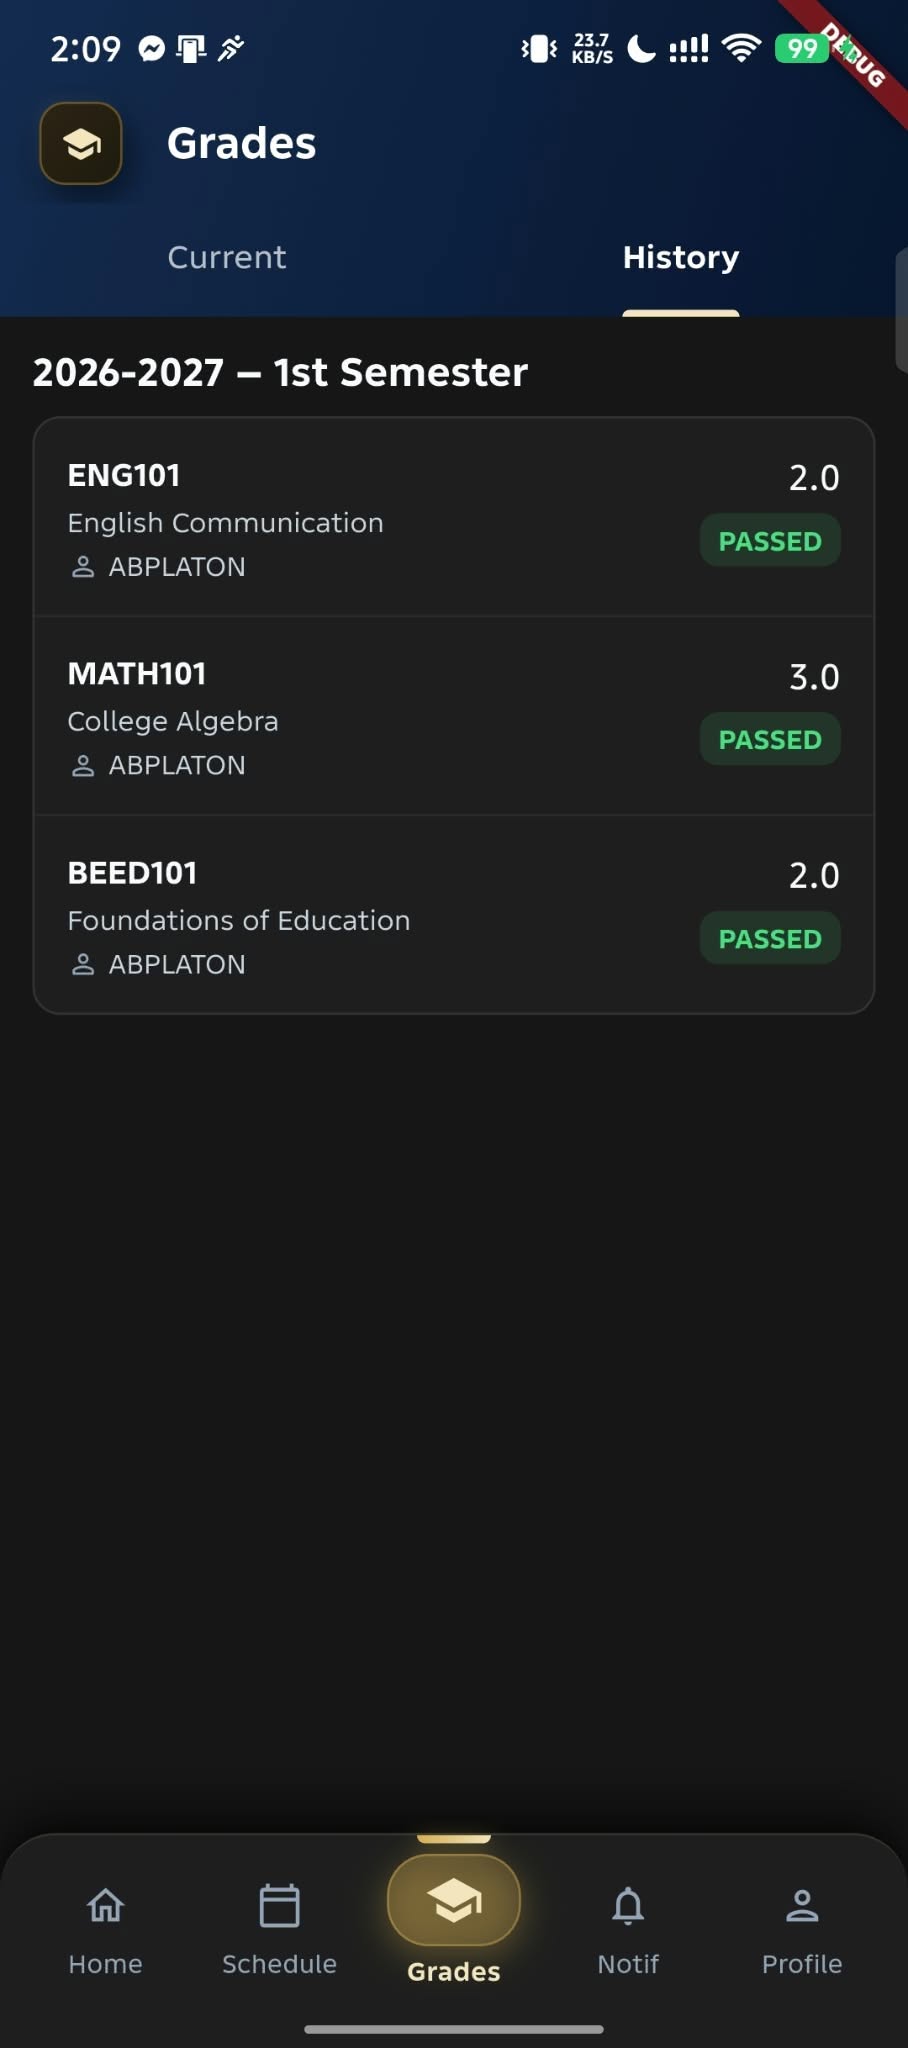 2:09
23.7
KB/S
99
DEBUG
Grades
Current
History
2026-2027 – 1st Semester
ENG101
2.0
English Communication
PASSED
ABPLATON
MATH101
3.0
College Algebra
PASSED
ABPLATON
BEED101
2.0
Foundations of Education
PASSED
ABPLATON
Home
Schedule
Grades
Notif
Profile